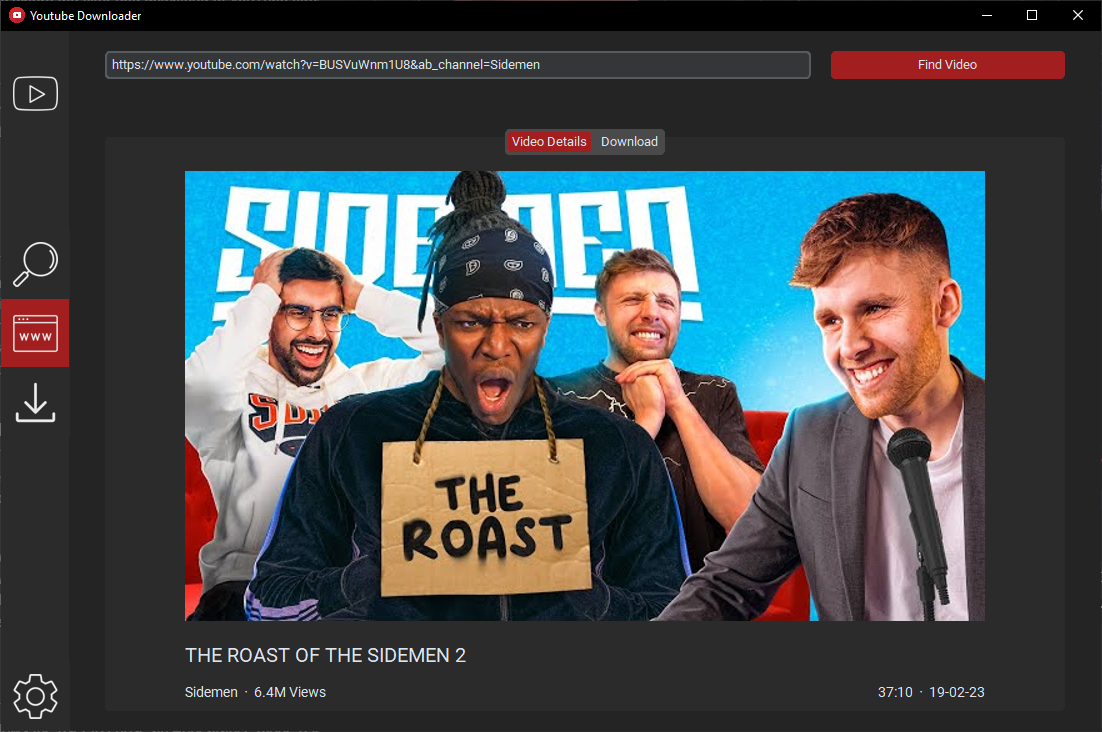 Youtube Downloader
https://www.youtube.com/watch?v=BUSVuWnm1U8&ab_channel=Sidemen
Find Video
Video Details
Download
SIDEMEN
THE
ROAST
www
THE ROAST OF THE SIDEMEN 2
Sidemen · 6.4M Views
37:10 · 19-02-23